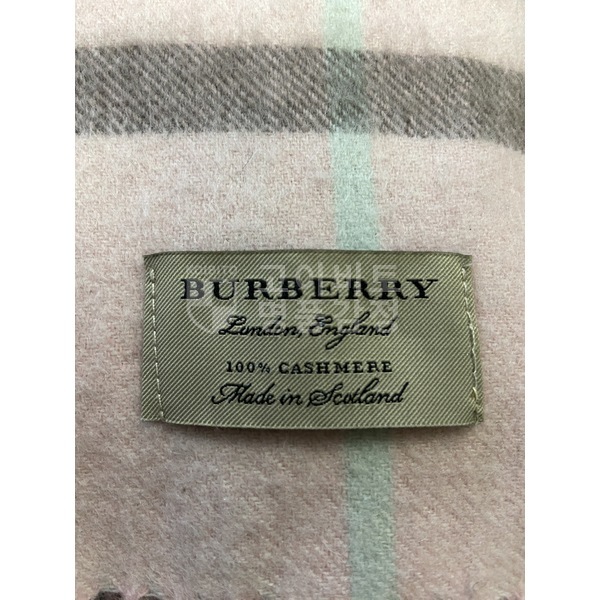 BURBERRY
London, England
100% CASHMERE
Made in Scotland